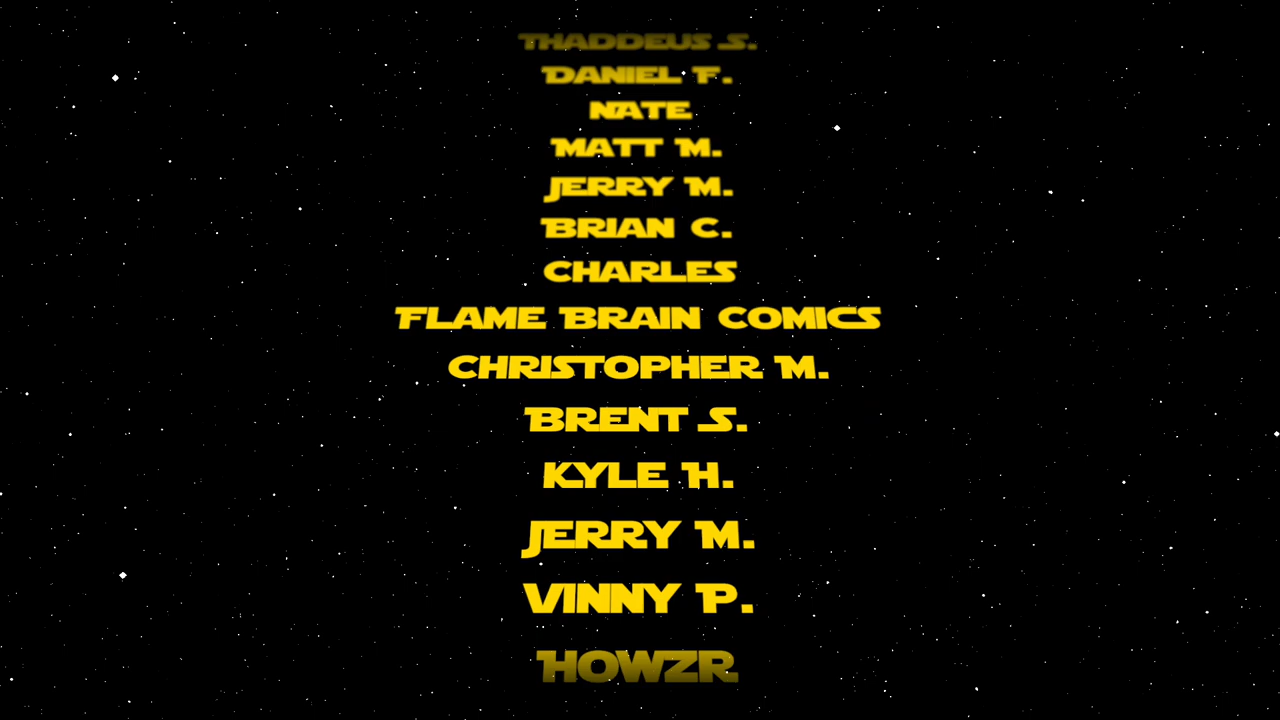 Thaddeus S.
Daniel F.
Nate
Matt M.
Jerry M.
Brian C.
Charles
Flame Brain Comics
Christopher M.
Brent S.
Kyle H.
Jerry M.
Vinny P.
Howzr